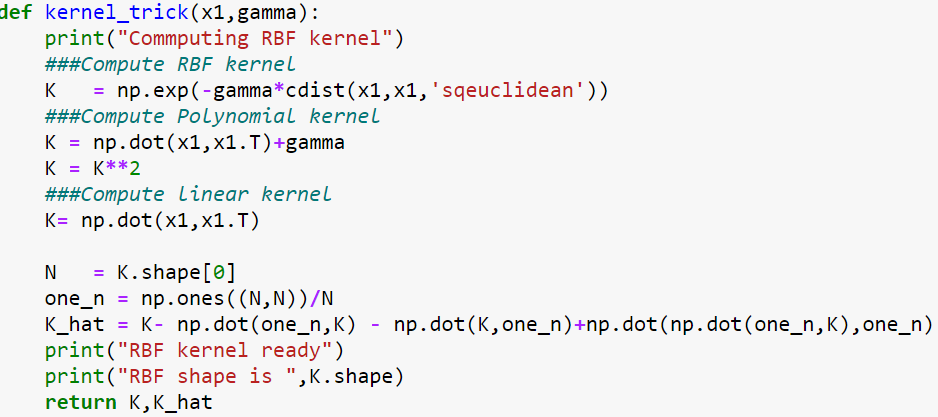 def kernel_trick(x1,gamma):
    print("Commputing RBF kernel")
    ###Compute RBF kernel
    K   = np.exp(-gamma*cdist(x1,x1,'sqeuclidean'))
    ###Compute Polynomial kernel
    K = np.dot(x1,x1.T)+gamma
    K = K**2
    ###Compute linear kernel
    K= np.dot(x1,x1.T)

    N   = K.shape[0]
    one_n = np.ones((N,N))/N
    K_hat = K- np.dot(one_n,K) - np.dot(K,one_n)+np.dot(np.dot(one_n,K),one_n)
    print("RBF kernel ready")
    print("RBF shape is ",K.shape)
    return K,K_hat